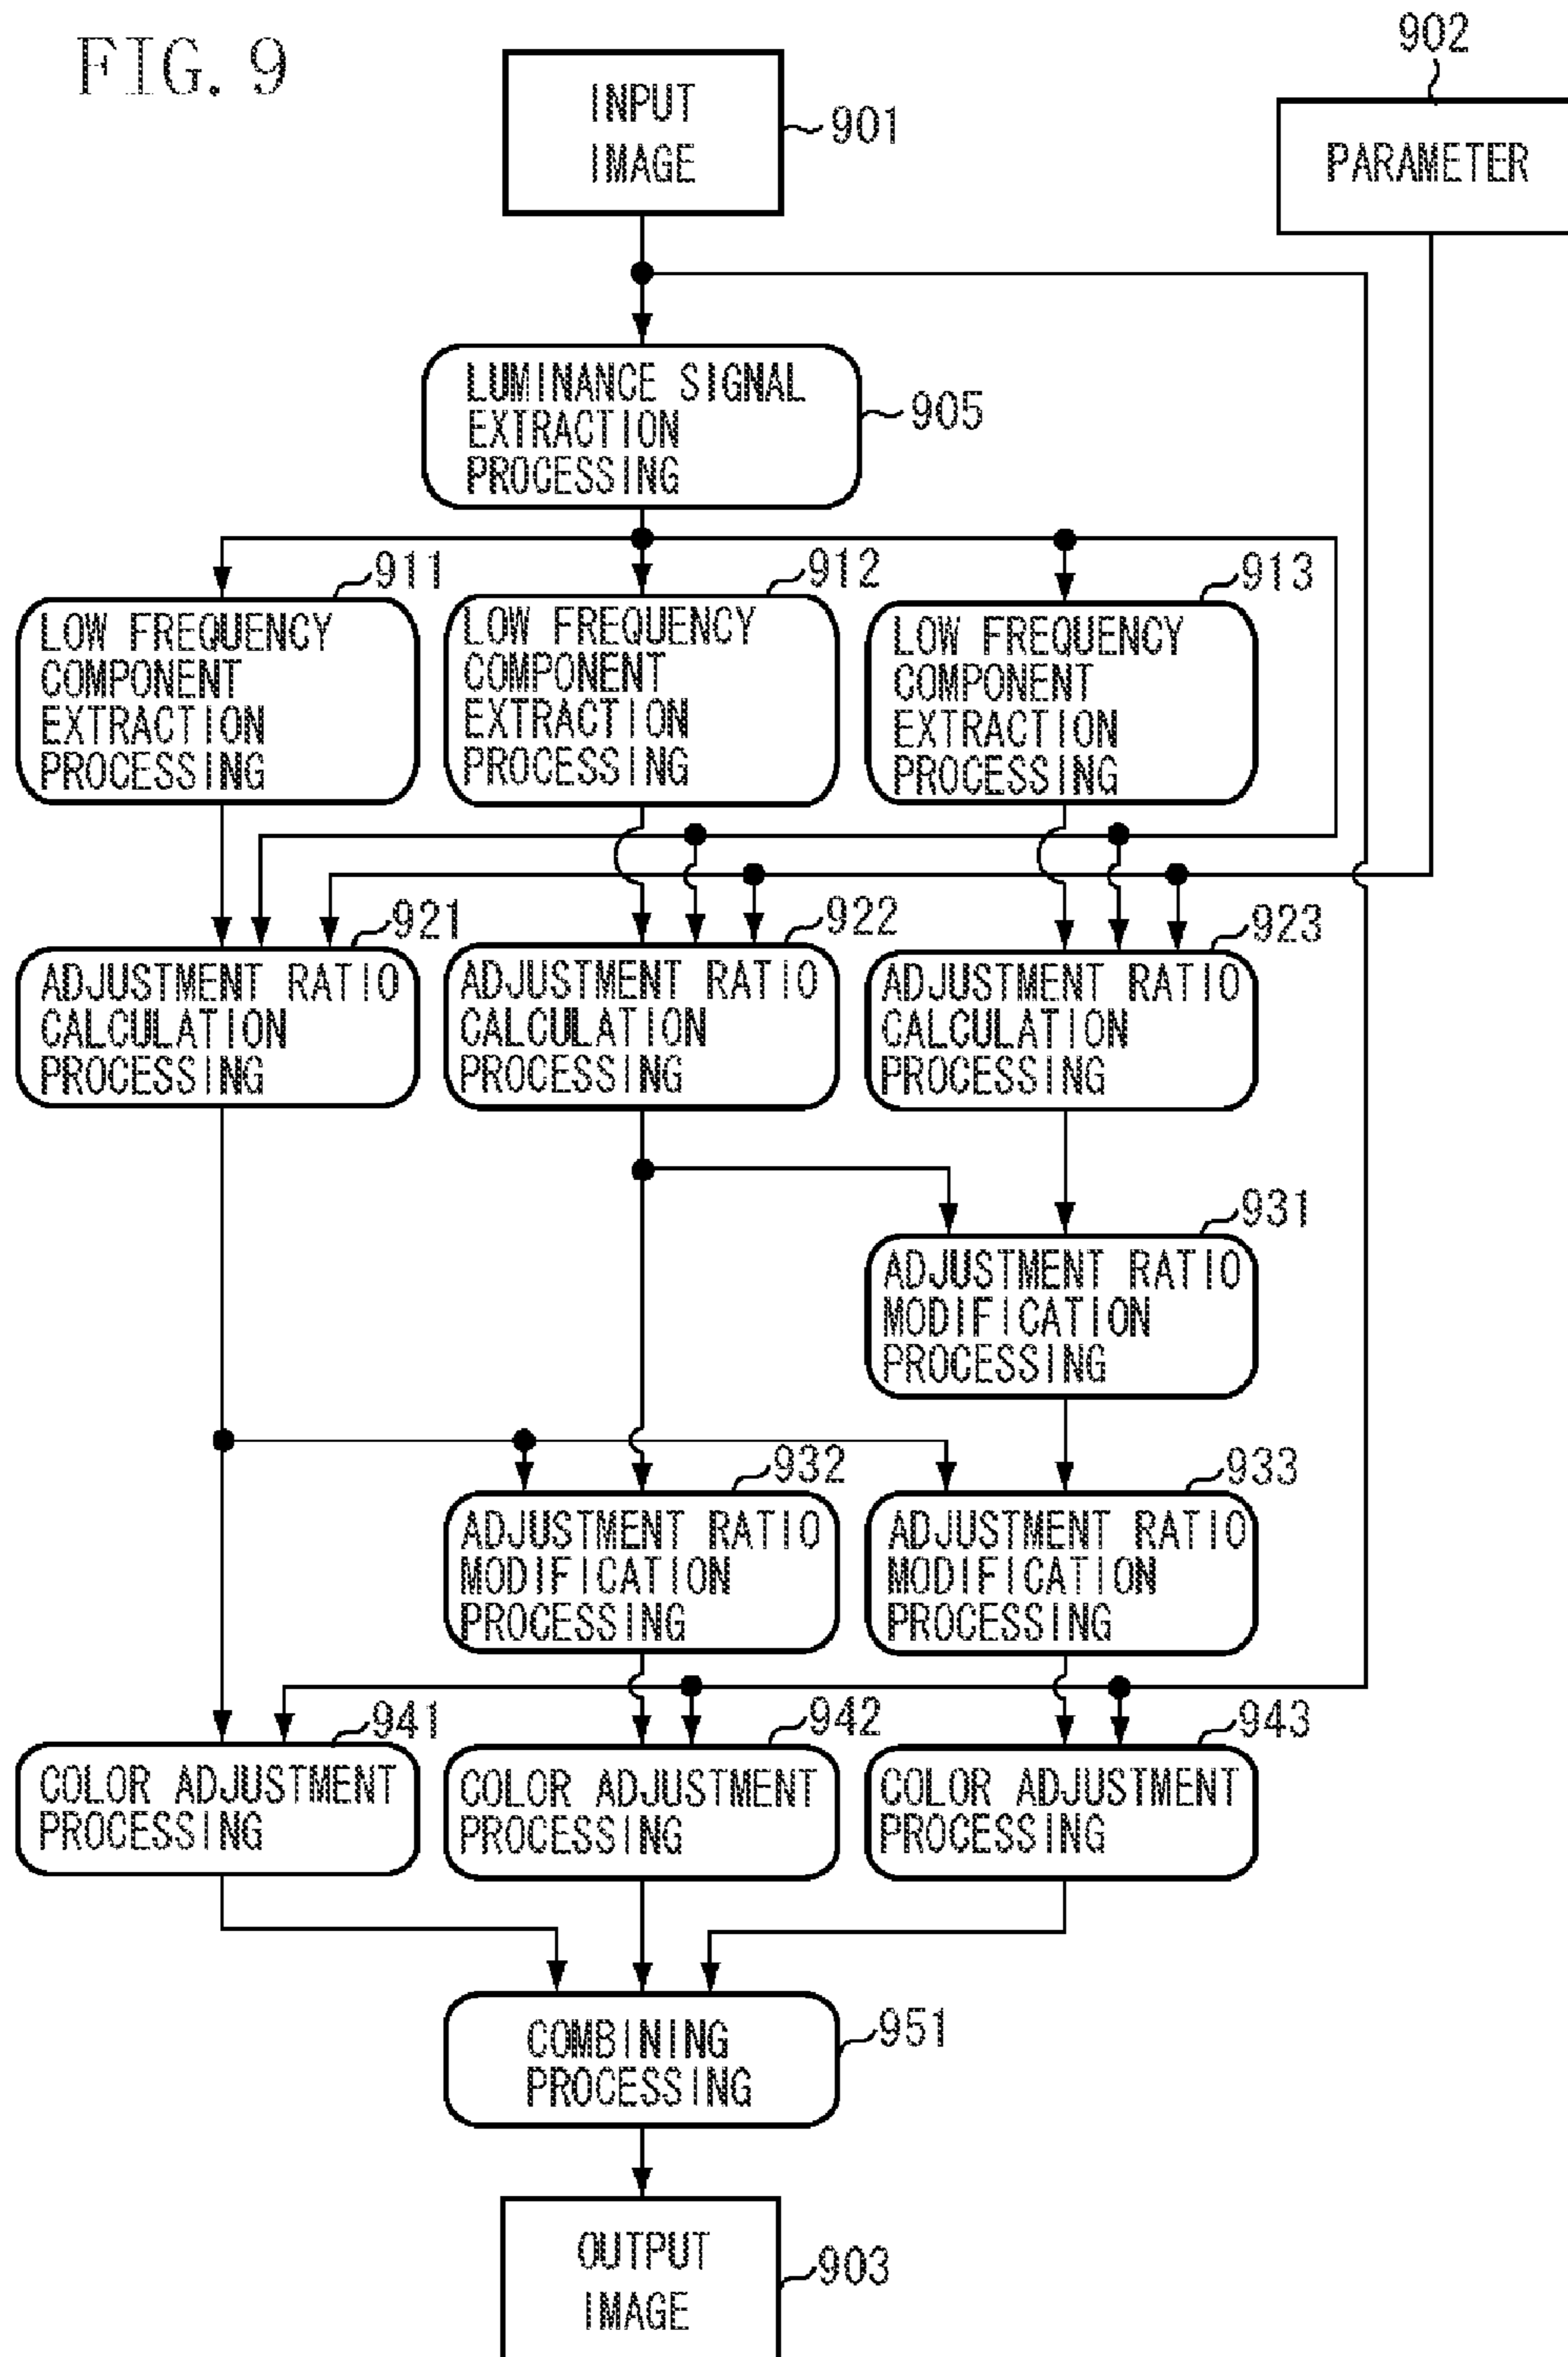 FIG. 9
902
INPUT
IMAGE
901
PARAMETER
LUMINANCE SIGNAL
EXTRACTION
PROCESSING
905
911
912
913
LOW FREQUENCY
COMPONENT
EXTRACTION
PROCESSING
LOW FREQUENCY
COMPONENT
EXTRACTION
PROCESSING
LOW FREQUENCY
COMPONENT
EXTRACTION
PROCESSING
921
922
923
ADJUSTMENT RATIO
CALCULATION
PROCESSING
ADJUSTMENT RATIO
CALCULATION
PROCESSING
ADJUSTMENT RATIO
CALCULATION
PROCESSING
931
ADJUSTMENT RATIO
MODIFICATION
PROCESSING
932
933
ADJUSTMENT RATIO
MODIFICATION
PROCESSING
ADJUSTMENT RATIO
MODIFICATION
PROCESSING
941
942
943
COLOR ADJUSTMENT
PROCESSING
COLOR ADJUSTMENT
PROCESSING
COLOR ADJUSTMENT
PROCESSING
COMBINING
PROCESSING
951
OUTPUT
IMAGE
903